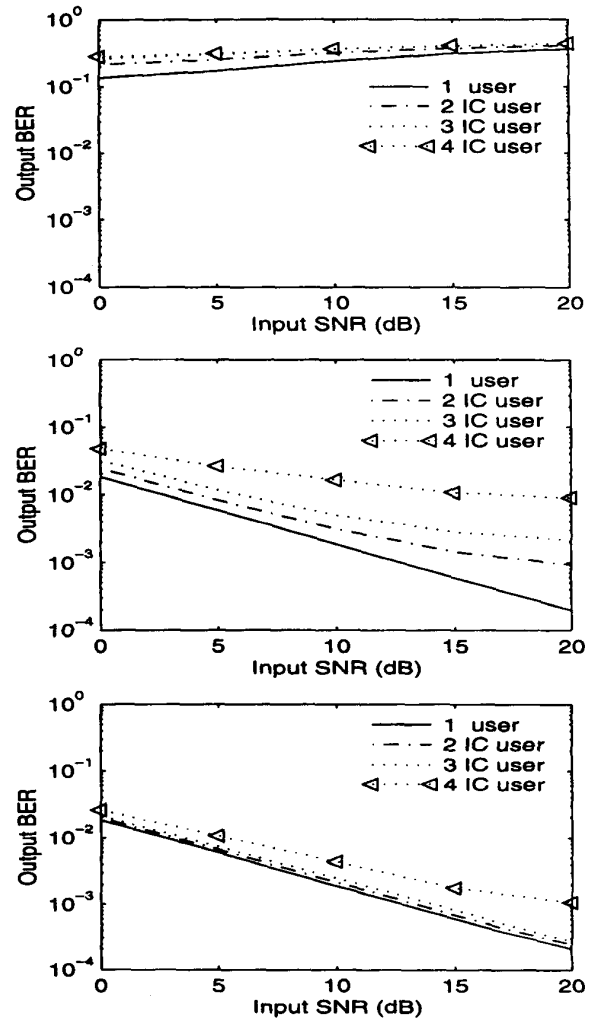 10^0
10^-1
10^-2
10^-3
10^-4
Output BER
1 user
2 IC user
3 IC user
4 IC user
0 5 10 15 20
Input SNR (dB)
10^0
10^-1
10^-2
10^-3
10^-4
Output BER
1 user
2 IC user
3 IC user
4 IC user
0 5 10 15 20
Input SNR (dB)
10^0
10^-1
10^-2
10^-3
10^-4
Output BER
1 user
2 IC user
3 IC user
4 IC user
0 5 10 15 20
Input SNR (dB)